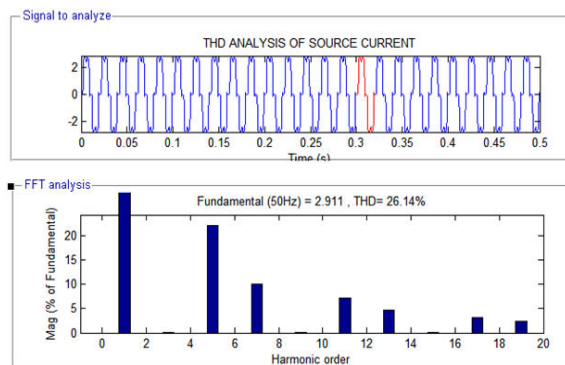 Signal to analyze
THD ANALYSIS OF SOURCE CURRENT
2
0
-2
0 0.05 0.1 0.15 0.2 0.25 0.3 0.35 0.4 0.45 0.5
Time (s)
FFT analysis
Fundamental (50Hz) = 2.911 , THD= 26.14%
Mag (% of Fundamental)
20
15
10
5
0
0 2 4 6 8 10 12 14 16 18 20
Harmonic order